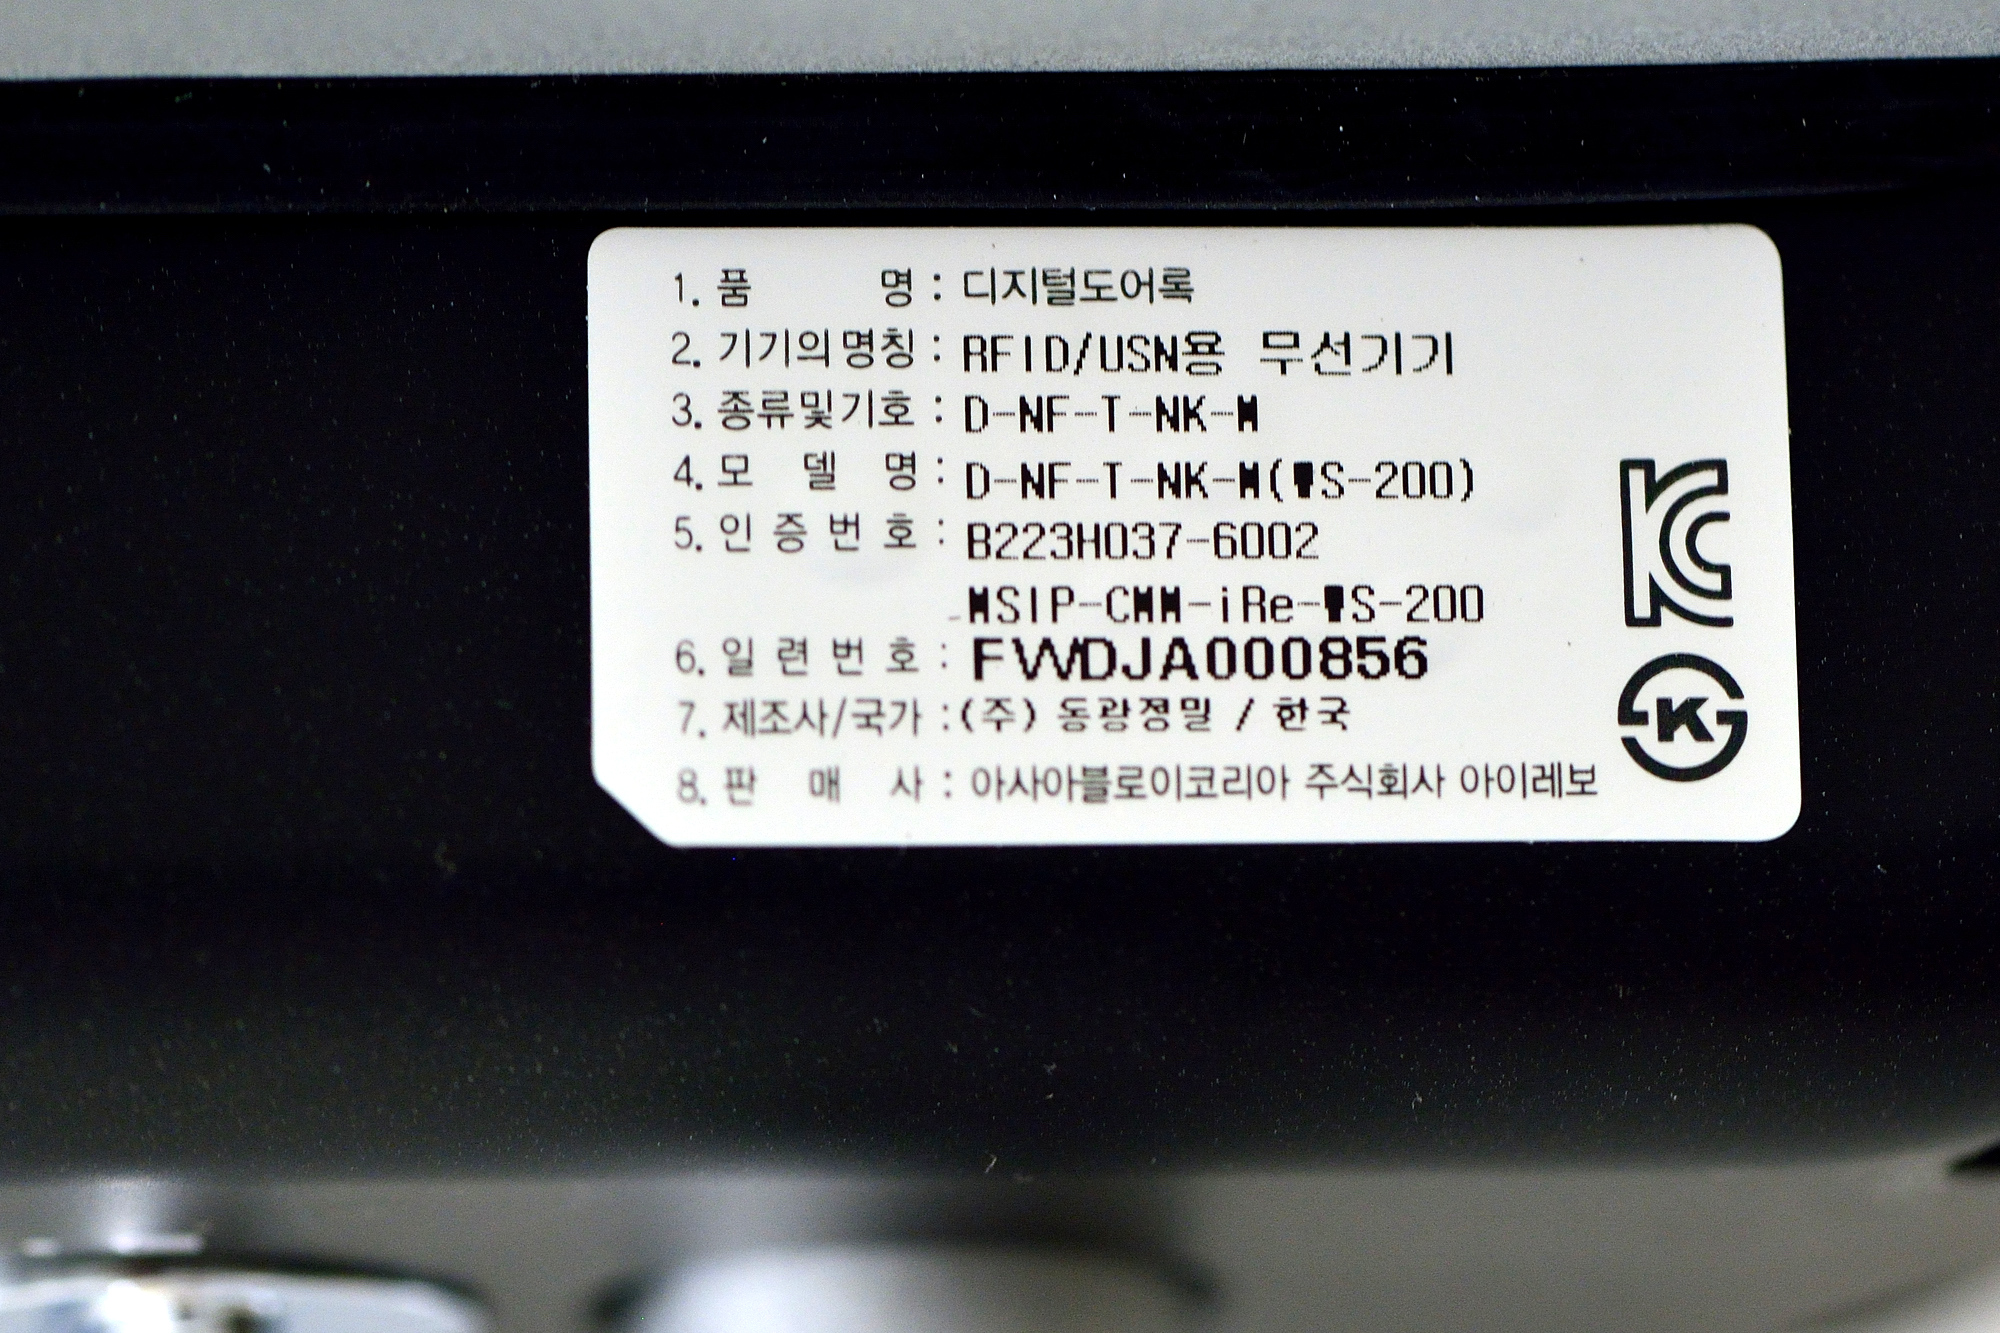 1. 품 명 : 디지털도어록
2. 기기의명칭 : RFID/USN용 무선기기
3. 종류및기호 : D-NF-T-NK-M
4. 모 델 명 : D-NF-T-NK-M(WS-200)
5. 인 증 번 호 : B223H037-6002
MSIP-CMM-iRe-WS-200
6. 일 련 번 호 : FWDJA000856
7. 제조사/국가 : (주) 동광정밀 / 한국
8. 판 매 사 : 아사아블로이코리아 주식회사 아이레보
KC
K